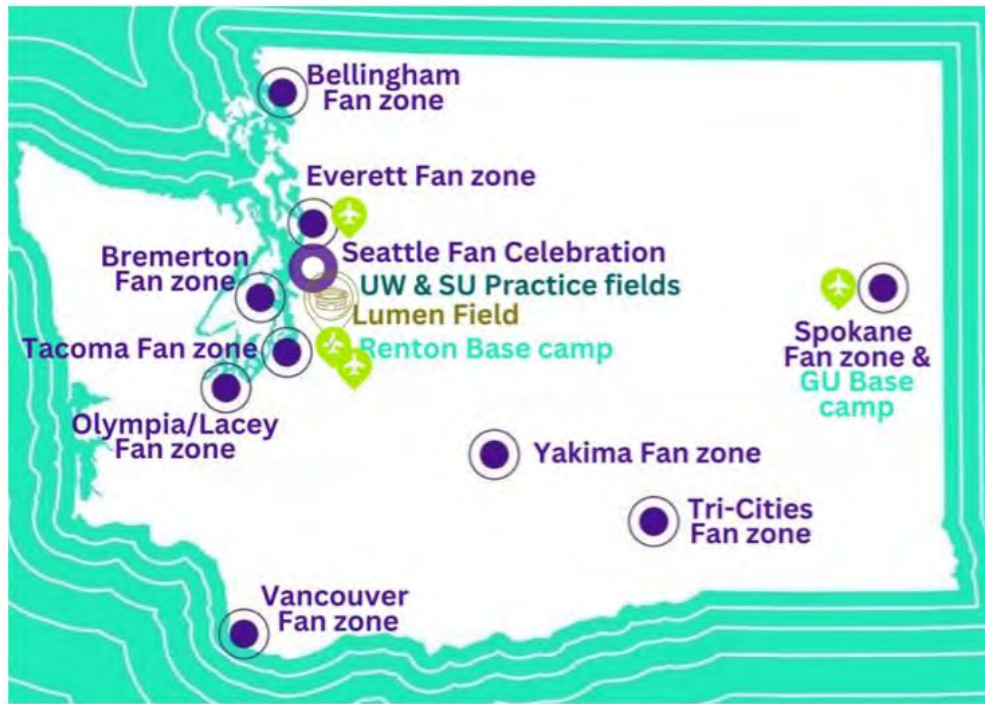 Bellingham
Fan zone
Everett Fan zone
Seattle Fan Celebration
Bremerton
Fan zone
UW & SU Practice fields
Lumen Field
Tacoma Fan zone
Renton Base camp
Spokane
Fan zone &
GU Base
camp
Olympia/Lacey
Fan zone
Yakima Fan zone
Tri-Cities
Fan zone
Vancouver
Fan zone